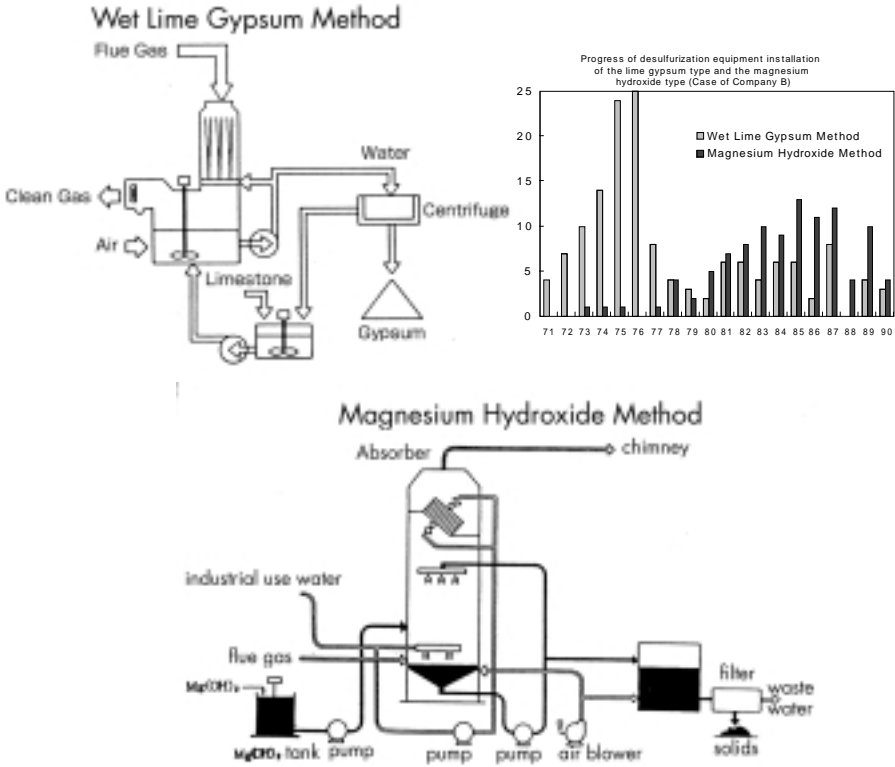 Wet Lime Gypsum Method
Flue Gas
Water
Clean Gas
Centrifuge
Air
Limestone
Gypsum
Progress of desulfurization equipment installation
of the lime gypsum type and the magnesium
hydroxide type (Case of Company B)
25
20
15
10
5
0
Wet Lime Gypsum Method
Magnesium Hydroxide Method
71 72 73 74 75 76 77 78 79 80 81 82 83 84 85 86 87 88 89 90
Magnesium Hydroxide Method
Absorber
chimney
industrial use water
flue gas
Mg(OH)₂
tank
pump
pump
pump
air blower
filter
waste
water
solids